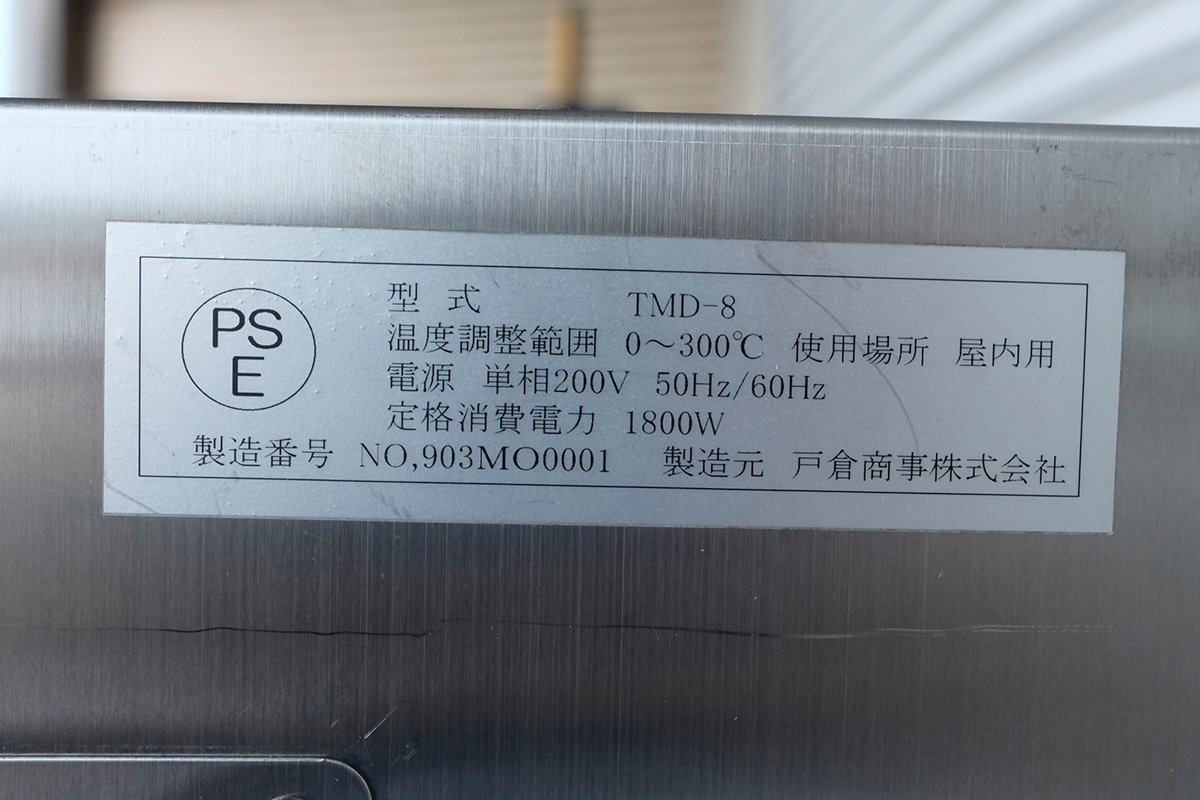 PS
E
型 式 TMD-8
温度調整範囲 0～300℃ 使用場所 屋内用
電源 単相200V 50Hz/60Hz
定格消費電力 1800W
製造番号 NO,903MO0001 製造元 戸倉商事株式会社